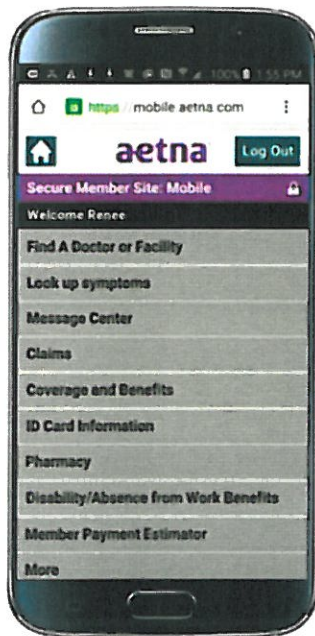 100% 1:55 PM
https://mobile.aetna.com
aetna
Log Out
Secure Member Site: Mobile
Welcome Renee
Find A Doctor or Facility
Look up symptoms
Message Center
Claims
Coverage and Benefits
ID Card Information
Pharmacy
Disability/Absence from Work Benefits
Member Payment Estimator
More